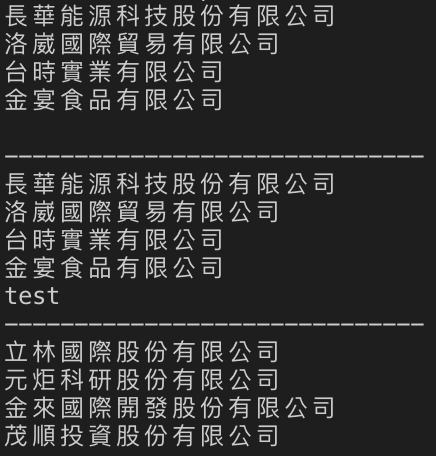 長華能源科技股份有限公司
洛崴國際貿易有限公司
台時實業有限公司
金宴食品有限公司
------------------------------
長華能源科技股份有限公司
洛崴國際貿易有限公司
台時實業有限公司
金宴食品有限公司
test
------------------------------
立林國際股份有限公司
元炬科研股份有限公司
金來國際開發股份有限公司
茂順投資股份有限公司